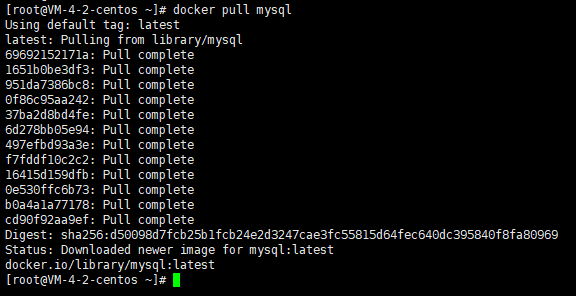 [root@VM-4-2-centos ~]# docker pull mysql
Using default tag: latest
latest: Pulling from library/mysql
69692152171a: Pull complete
1651b0be3df3: Pull complete
951da7386bc8: Pull complete
0f86c95aa242: Pull complete
37ba2d8bd4fe: Pull complete
6d278bb05e94: Pull complete
497efbd93a3e: Pull complete
f7fddf10c2c2: Pull complete
16415d159dfb: Pull complete
0e530ffc6b73: Pull complete
b0a4a1a77178: Pull complete
cd90f92aa9ef: Pull complete
Digest: sha256:d50098d7fcb25b1fcb24e2d3247cae3fc55815d64fec640dc395840f8fa80969
Status: Downloaded newer image for mysql:latest
docker.io/library/mysql:latest
[root@VM-4-2-centos ~]#